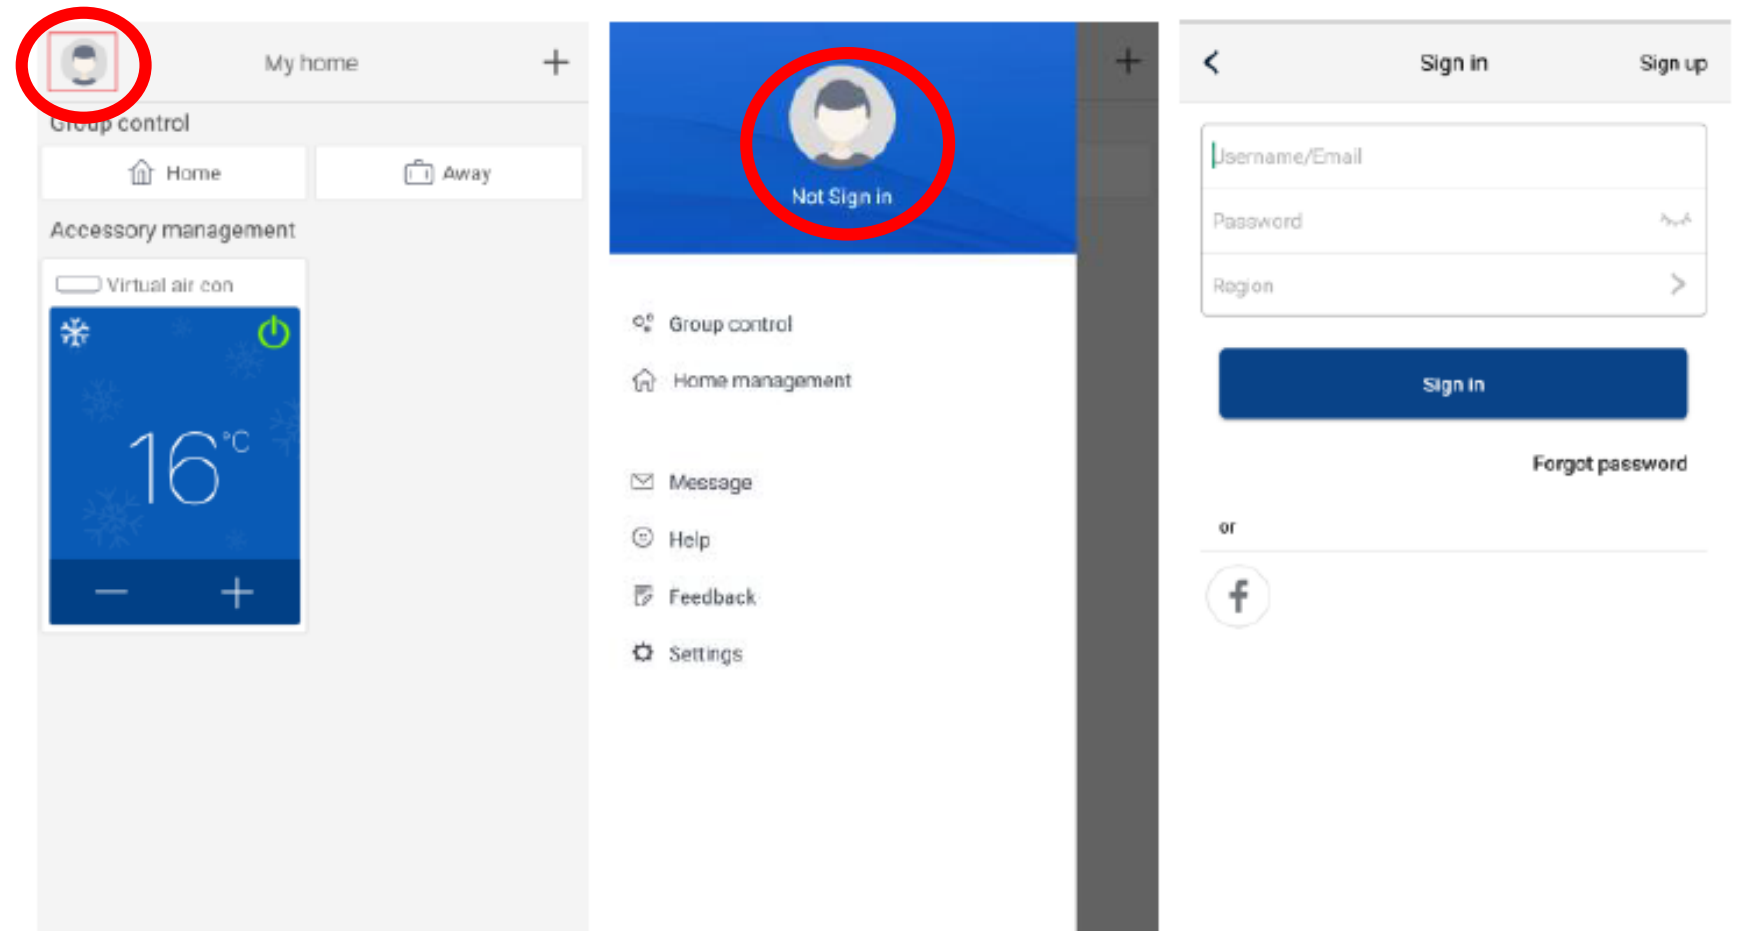 My home
Group control
Home
Away
Accessory management
Virtual air con
16°C
Not Sign in
Group control
Home management
Message
Help
Feedback
Settings
Sign in
Sign up
Username/Email
Password
Region
Sign in
Forgot password
or